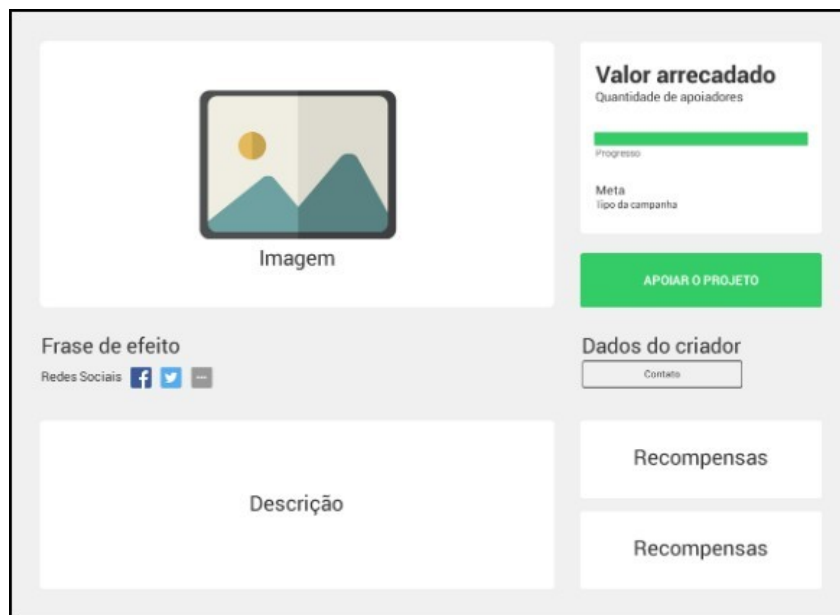 Valor arrecadado
Quantidade de apoiadores
Progresso
Meta
Tipo da campanha
Imagem
APOIAR O PROJETO
Frase de efeito
Redes Sociais
Dados do criador
Contato
Descrição
Recompensas
Recompensas